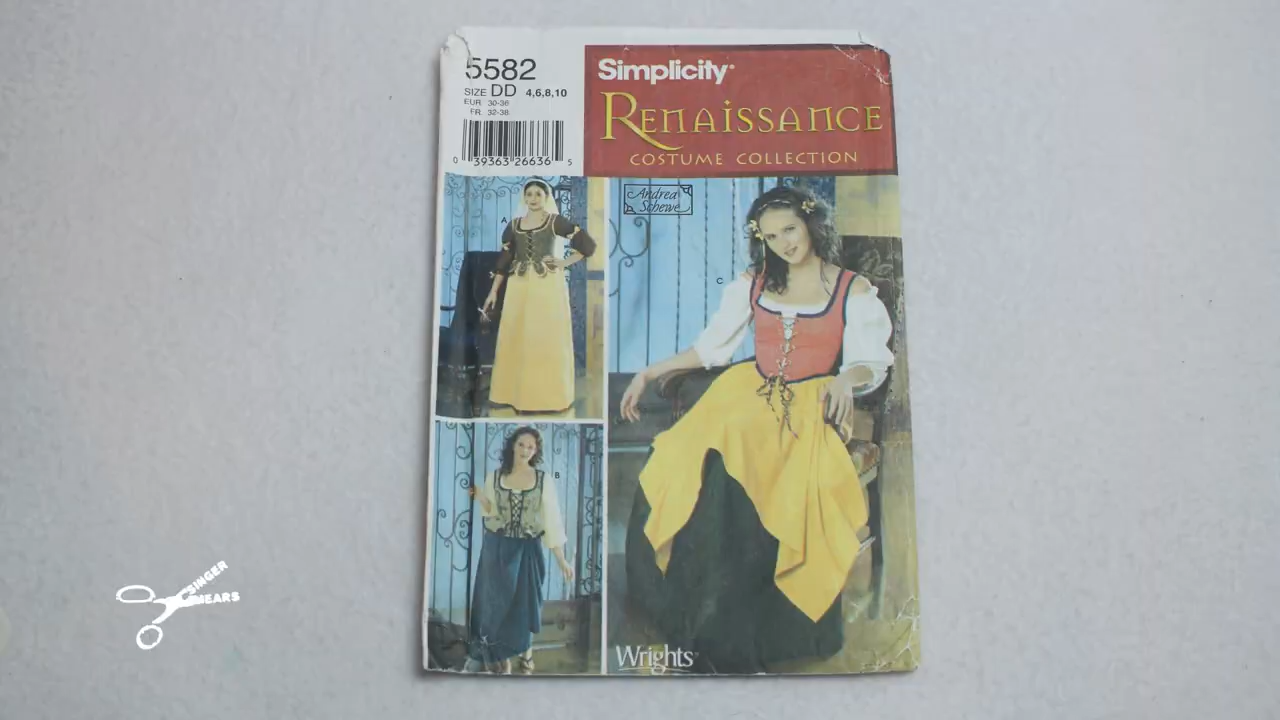 5582
SIZE DD 4,6,8,10
EUR 30-36
FR 32-38
0 39363 26636 5
Simplicity®
RENAISSANCE
COSTUME COLLECTION
Andrea
Schewe
A
C
B
Wrights
SINGER
SHEARS